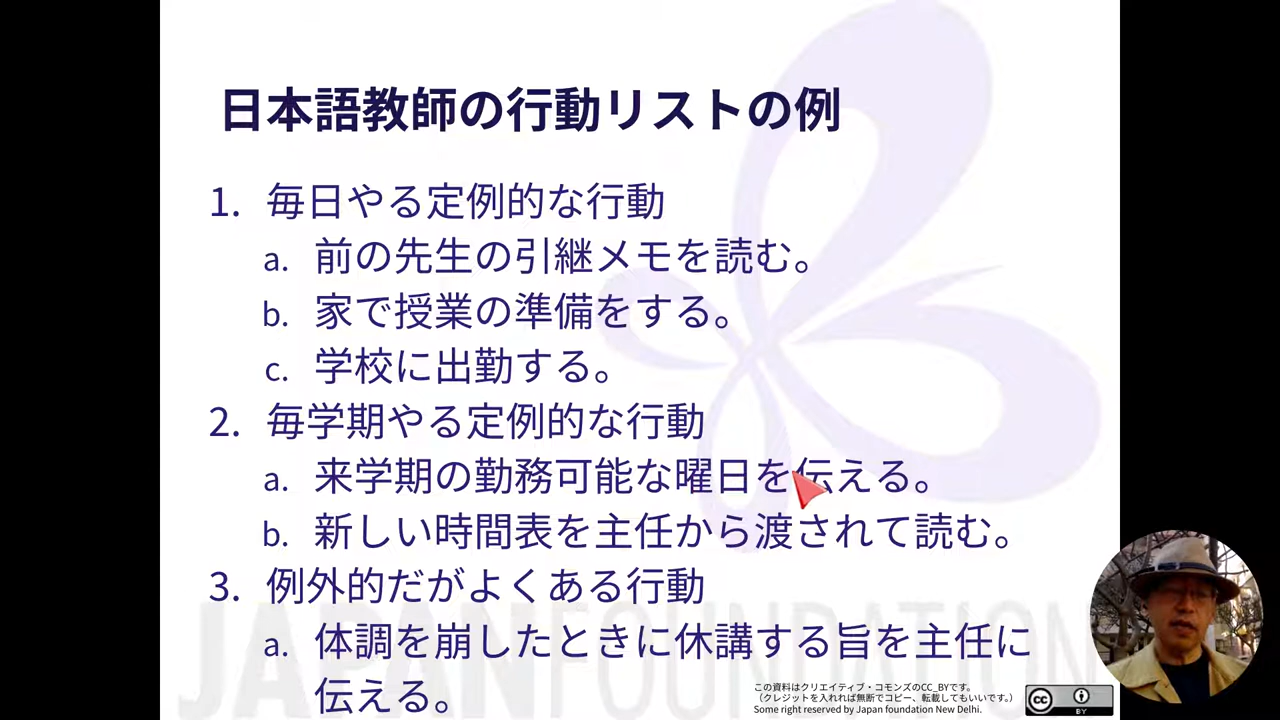 日本語教師の行動リストの例
1. 毎日やる定例的な行動
a. 前の先生の引継メモを読む。
b. 家で授業の準備をする。
c. 学校に出勤する。
2. 毎学期やる定例的な行動
a. 来学期の勤務可能な曜日を伝える。
b. 新しい時間表を主任から渡されて読む。
3. 例外的だがよくある行動
a. 体調を崩したときに休講する旨を主任に
伝える。
JAPANFOUNDATION
この資料はクリエイティブ・コモンズのCC_BYです。
（クレジットを入れれば無断でコピー、転載してもいいです。）
Some right reserved by Japan foundation New Delhi.
cc
BY